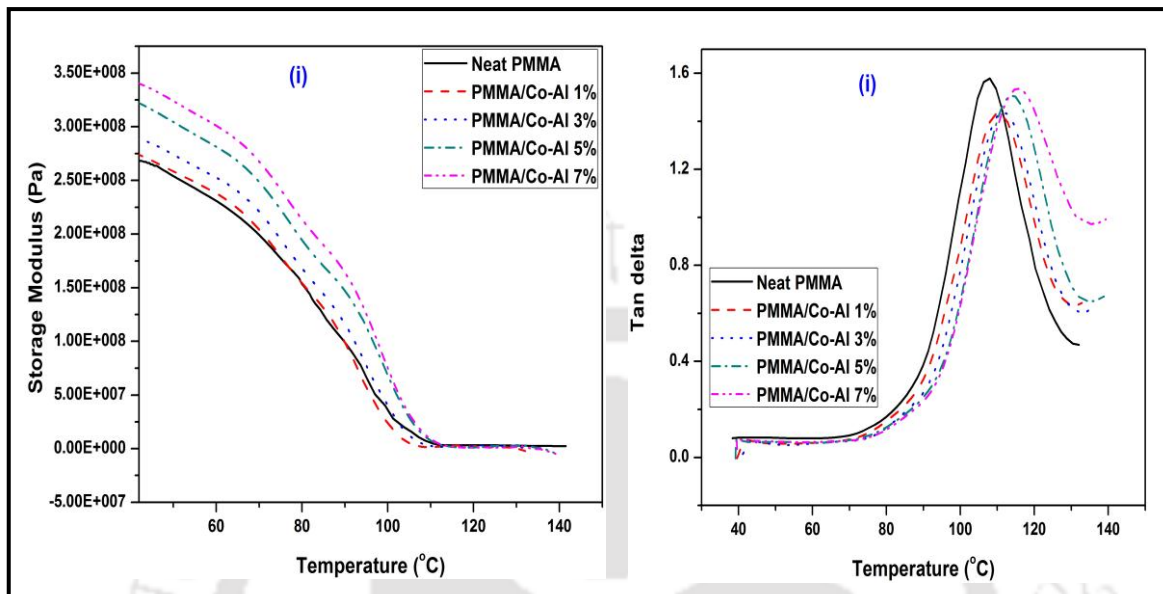 (i)
Neat PMMA
PMMA/Co-Al 1%
PMMA/Co-Al 3%
PMMA/Co-Al 5%
PMMA/Co-Al 7%
Storage Modulus (Pa)
3.50E+008
3.00E+008
2.50E+008
2.00E+008
1.50E+008
1.00E+008
5.00E+007
0.00E+000
-5.00E+007
60 80 100 120 140
Temperature (°C)
(i)
Neat PMMA
PMMA/Co-Al 1%
PMMA/Co-Al 3%
PMMA/Co-Al 5%
PMMA/Co-Al 7%
Tan delta
1.6
1.2
0.8
0.4
0.0
40 60 80 100 120 140
Temperature (°C)